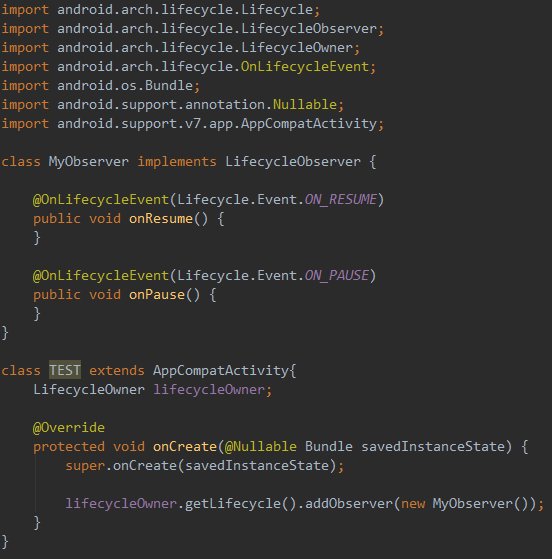 import android.arch.lifecycle.Lifecycle;
import android.arch.lifecycle.LifecycleObserver;
import android.arch.lifecycle.LifecycleOwner;
import android.arch.lifecycle.OnLifecycleEvent;
import android.os.Bundle;
import android.support.annotation.Nullable;
import android.support.v7.app.AppCompatActivity;
class MyObserver implements LifecycleObserver {
@OnLifecycleEvent(Lifecycle.Event.ON_RESUME)
public void onResume() {
}
@OnLifecycleEvent(Lifecycle.Event.ON_PAUSE)
public void onPause() {
}
}
class TEST extends AppCompatActivity{
LifecycleOwner lifecycleOwner;
@Override
protected void onCreate(@Nullable Bundle savedInstanceState) {
super.onCreate(savedInstanceState);
lifecycleOwner.getLifecycle().addObserver(new MyObserver());
}
}